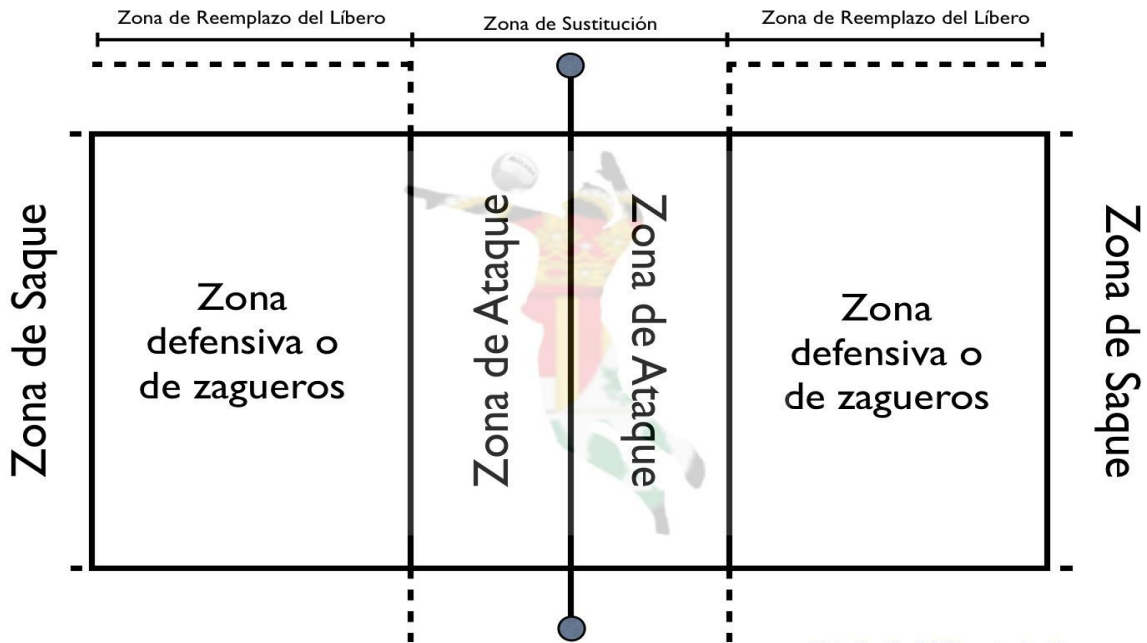 Zona de Reemplazo del Líbero
Zona de Sustitución
Zona de Reemplazo del Líbero
Zona de Saque
Zona
defensiva o
de zagueros
Zona de Ataque
Zona de Ataque
Zona
defensiva o
de zagueros
Zona de Saque